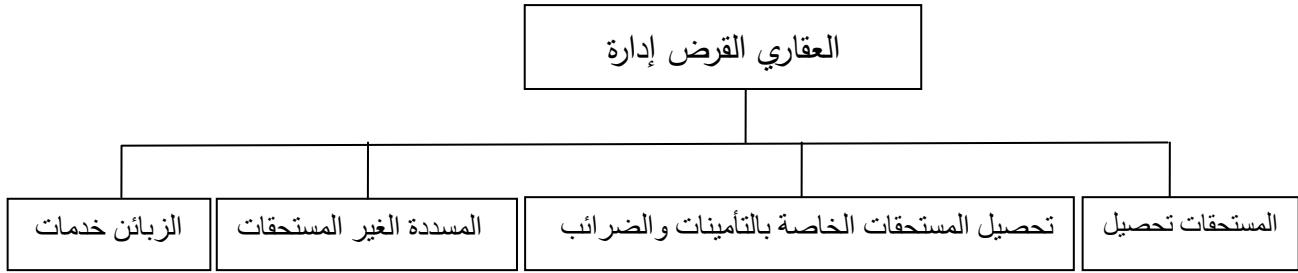 العقاري القرض إدارة
المستحقات تحصيل
تحصيل المستحقات الخاصة بالتأمينات والضرائب
المسددة الغير المستحقات
الزبائن خدمات